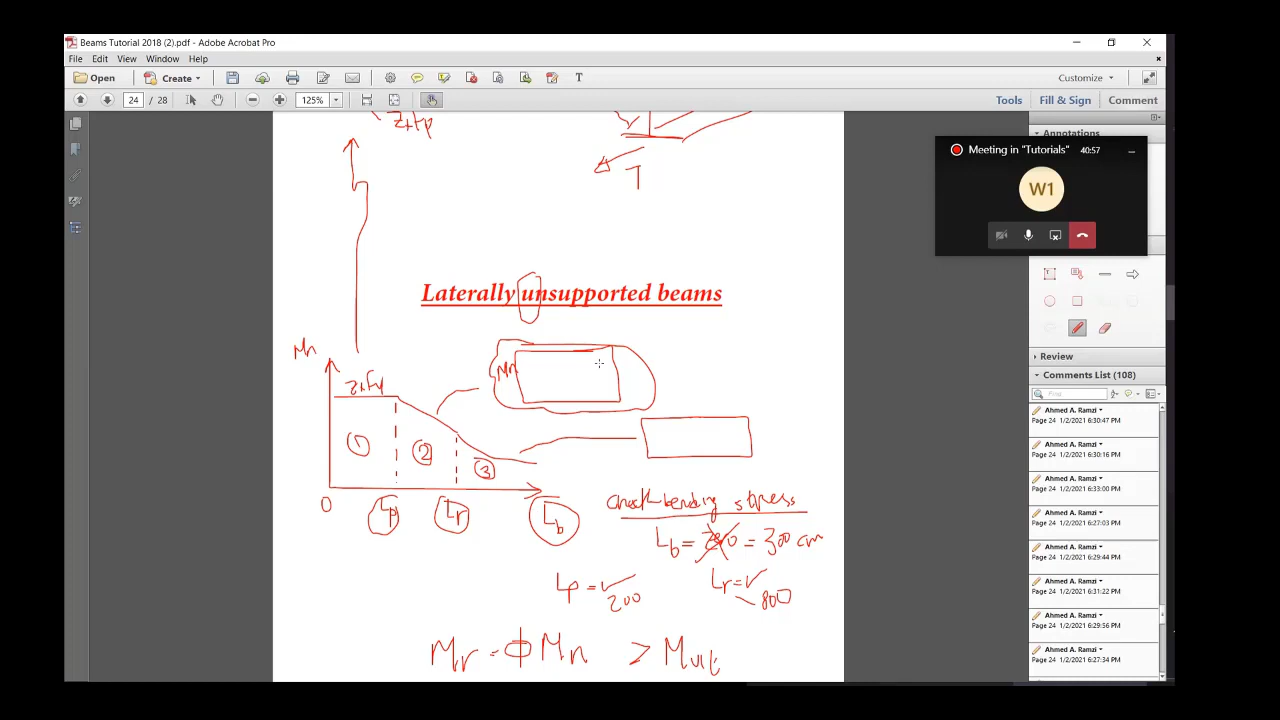 Beams Tutorial 2018 (2).pdf - Adobe Acrobat Pro
File Edit View Window Help
Open Create Customize
24 / 28 125% Tools Fill & Sign Comment
Annotations
Meeting in "Tutorials" 40:57
W1
ZxFy
T
Laterally unsupported beams
Mn
ZxFy
Mn
1 2 3
0 Lp Lr Lb
check bending stress
Lb = = 300 cm
Lp = ✓ 200
Lr = ✓ 800
Mr = ϕ Mn > Mult
Review
Comments List (108)
Find
Ahmed A. Ramzi
Page 24 1/2/2021 6:30:47 PM
Ahmed A. Ramzi
Page 24 1/2/2021 6:30:16 PM
Ahmed A. Ramzi
Page 24 1/2/2021 6:33:00 PM
Ahmed A. Ramzi
Page 24 1/2/2021 6:27:03 PM
Ahmed A. Ramzi
Page 24 1/2/2021 6:29:44 PM
Ahmed A. Ramzi
Page 24 1/2/2021 6:31:22 PM
Ahmed A. Ramzi
Page 24 1/2/2021 6:29:56 PM
Ahmed A. Ramzi
Page 24 1/2/2021 6:27:34 PM